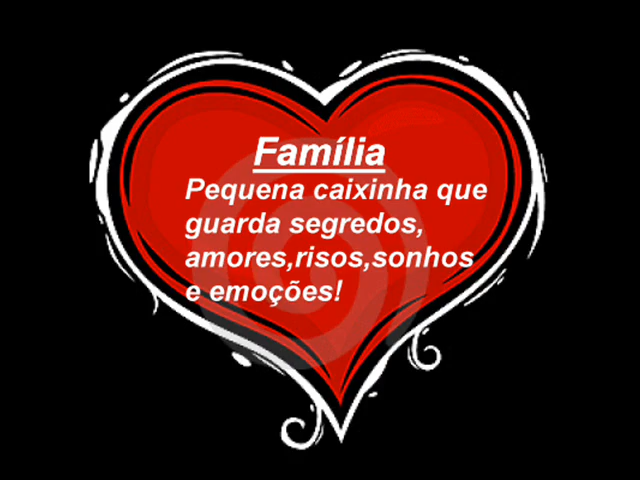 Família
Pequena caixinha que
guarda segredos,
amores,risos,sonhos
e emoções!